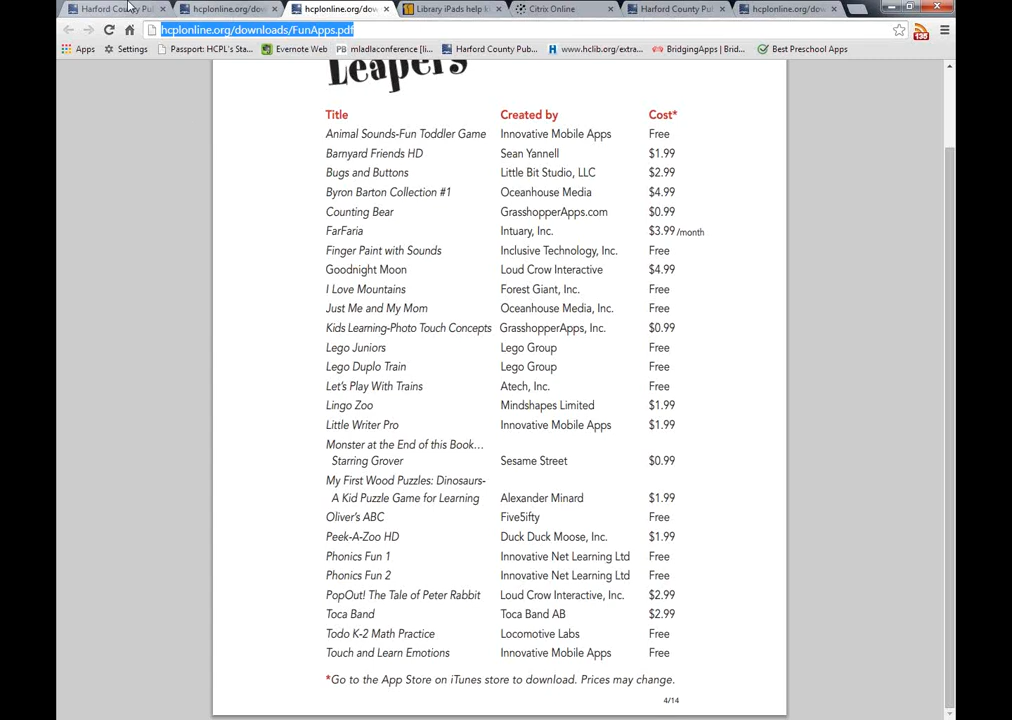 Harford County Pul
hcplonline.org/dow
hcplonline.org/dow
Library iPads help k
Citrix Online
Harford County Pul
hcplonline.org/dow
hcplonline.org/downloads/FunApps.pdf
135
Apps
Settings
Passport: HCPL's Sta...
Evernote Web
PB mladlaconference [li...
Harford County Pub...
www.hclib.org/extra...
BridgingApps | Brid...
Best Preschool Apps
Leapers
Title Created by Cost*
Animal Sounds-Fun Toddler Game Innovative Mobile Apps Free
Barnyard Friends HD Sean Yannell $1.99
Bugs and Buttons Little Bit Studio, LLC $2.99
Byron Barton Collection #1 Oceanhouse Media $4.99
Counting Bear GrasshopperApps.com $0.99
FarFaria Intuary, Inc. $3.99 /month
Finger Paint with Sounds Inclusive Technology, Inc. Free
Goodnight Moon Loud Crow Interactive $4.99
I Love Mountains Forest Giant, Inc. Free
Just Me and My Mom Oceanhouse Media, Inc. Free
Kids Learning-Photo Touch Concepts GrasshopperApps, Inc. $0.99
Lego Juniors Lego Group Free
Lego Duplo Train Lego Group Free
Let's Play With Trains Atech, Inc. Free
Lingo Zoo Mindshapes Limited $1.99
Little Writer Pro Innovative Mobile Apps $1.99
Monster at the End of this Book...
Starring Grover Sesame Street $0.99
My First Wood Puzzles: Dinosaurs-
A Kid Puzzle Game for Learning Alexander Minard $1.99
Oliver's ABC Five5ifty Free
Peek-A-Zoo HD Duck Duck Moose, Inc. $1.99
Phonics Fun 1 Innovative Net Learning Ltd Free
Phonics Fun 2 Innovative Net Learning Ltd Free
PopOut! The Tale of Peter Rabbit Loud Crow Interactive, Inc. $2.99
Toca Band Toca Band AB $2.99
Todo K-2 Math Practice Locomotive Labs Free
Touch and Learn Emotions Innovative Mobile Apps Free
*Go to the App Store on iTunes store to download. Prices may change.
4/14